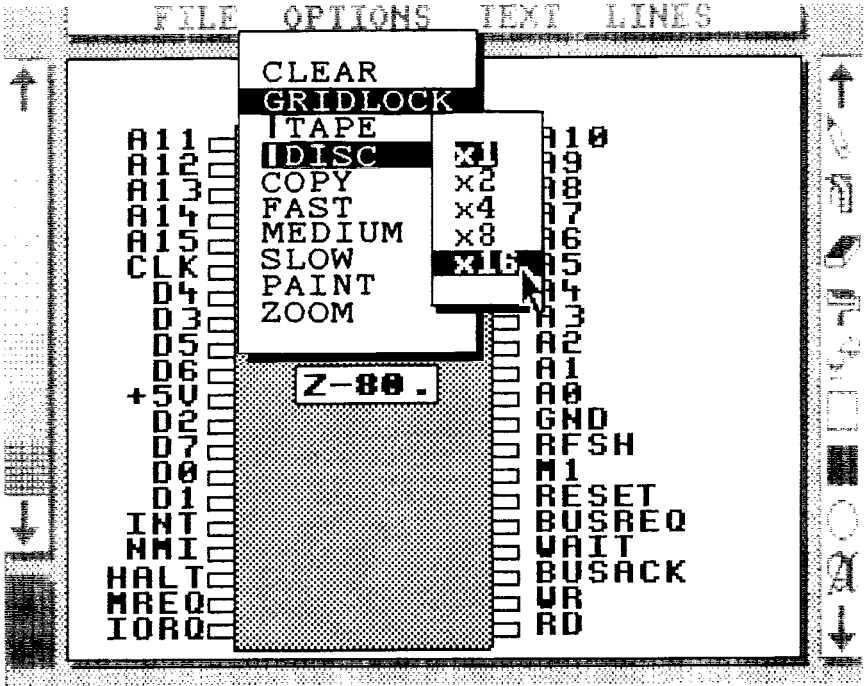 FILE OPTIONS TEXT LINES
CLEAR
GRIDLOCK
TAPE
DISC
COPY
FAST
MEDIUM
SLOW
PAINT
ZOOM
x1
x2
x4
x8
x16
A11
A12
A13
A14
A15
CLK
D4
D3
D5
D6
+5V
D2
D7
D0
D1
INT
NMI
HALT
MREQ
IORQ
Z-80.
A10
A9
A8
A7
A6
A5
A4
A3
A2
A1
A0
GND
RFSH
M1
RESET
BUSREQ
WAIT
BUSACK
WR
RD
A